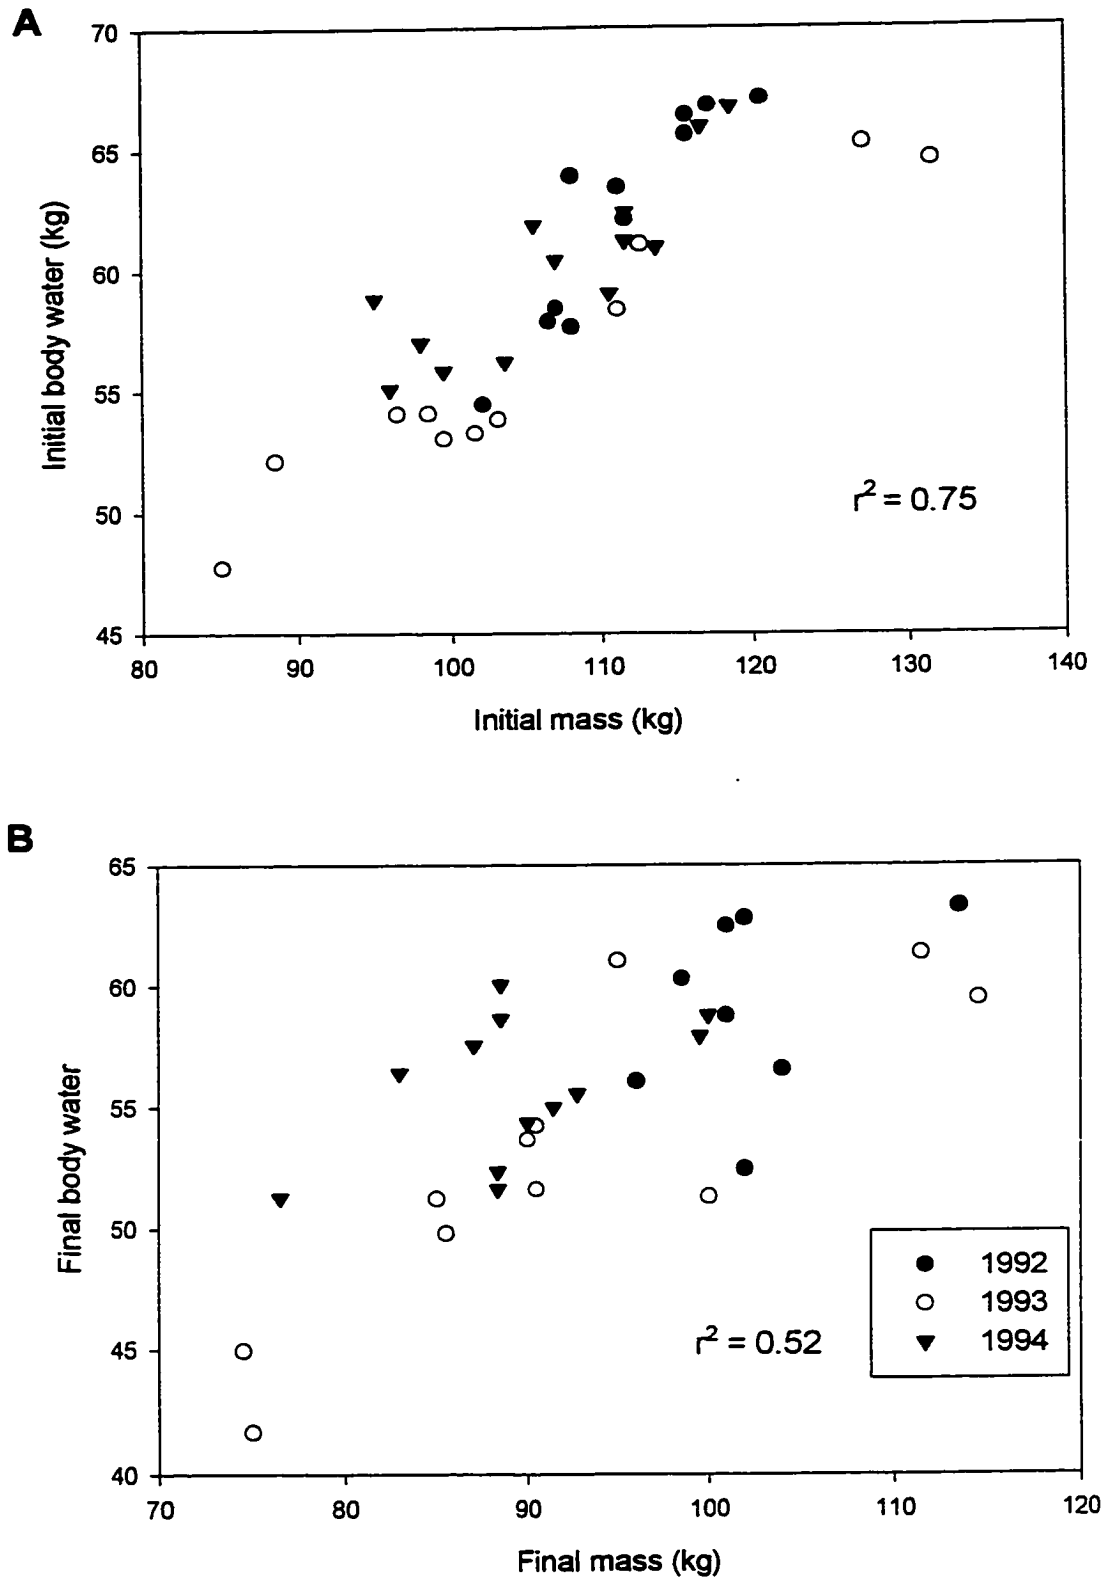 A
70
65
60
55
50
45
Initial body water (kg)
r² = 0.75
80 90 100 110 120 130 140
Initial mass (kg)
B
65
60
55
50
45
40
Final body water
1992
1993
1994
r² = 0.52
70 80 90 100 110 120
Final mass (kg)